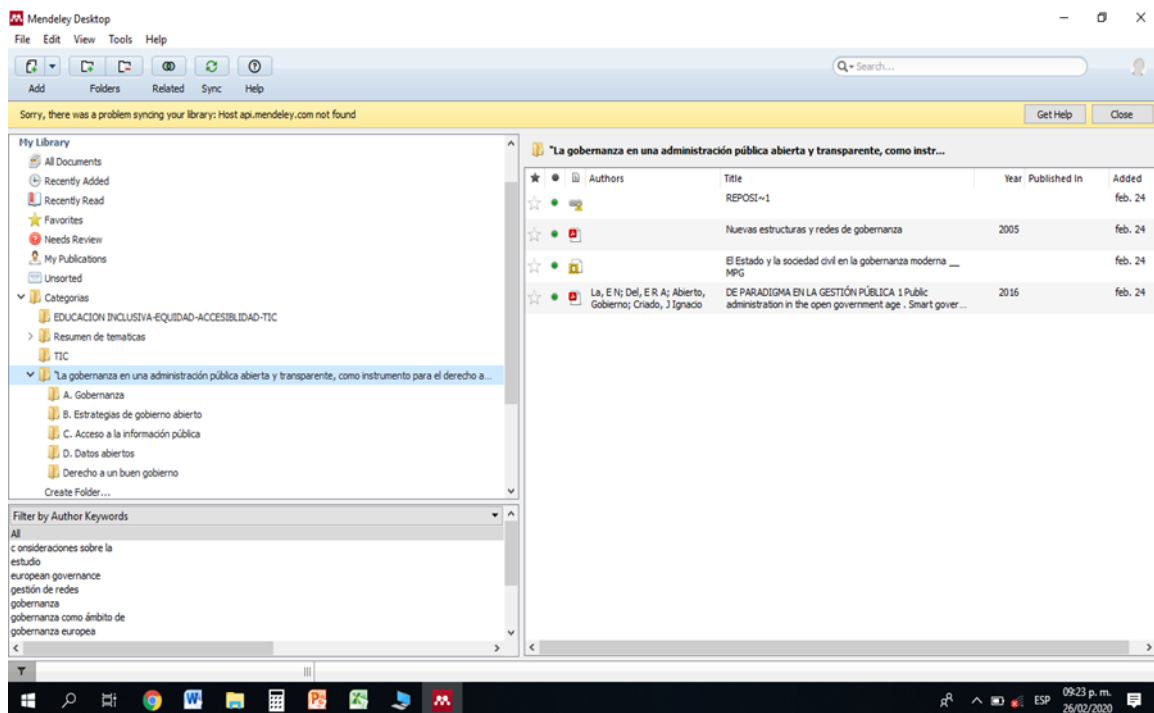 Mendeley Desktop
File Edit View Tools Help
Search...
Add Folders Related Sync Help
Sorry, there was a problem syncing your library: Host api.mendeley.com not found
Get Help Close
My Library
All Documents
Recently Added
Recently Read
Favorites
Needs Review
My Publications
Unsorted
Categorias
EDUCACION INCLUSIVA-EQUIDAD-ACCESIBLIDAD-TIC
Resumen de tematicas
TIC
"La gobernanza en una administración pública abierta y transparente, como instrumento para el derecho a...
A. Gobernanza
B. Estrategias de gobierno abierto
C. Acceso a la información pública
D. Datos abiertos
Derecho a un buen gobierno
Create Folder...
Filter by Author Keywords
All
c onsideraciones sobre la
estudio
european governance
gestión de redes
gobernanza
gobernanza como ámbito de
gobernanza europea
"La gobernanza en una administración pública abierta y transparente, como instr...
Authors Title Year Published In Added
REPOSI~1 feb. 24
Nuevas estructuras y redes de gobernanza 2005 feb. 24
El Estado y la sociedad civil en la gobernanza moderna __ feb. 24
MPG
La, E N; Del, E R A; Abierto, DE PARADIGMA EN LA GESTIÓN PÚBLICA 1 Public 2016 feb. 24
Gobierno; Criado, J Ignacio administration in the open government age . Smart gover...
ESP
09:23 p. m.
26/02/2020